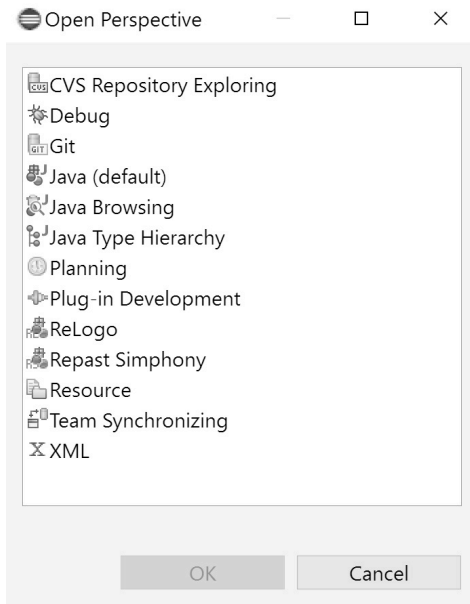 Open Perspective
CVS Repository Exploring
Debug
Git
Java (default)
Java Browsing
Java Type Hierarchy
Planning
Plug-in Development
ReLogo
Repast Simphony
Resource
Team Synchronizing
XML
OK
Cancel